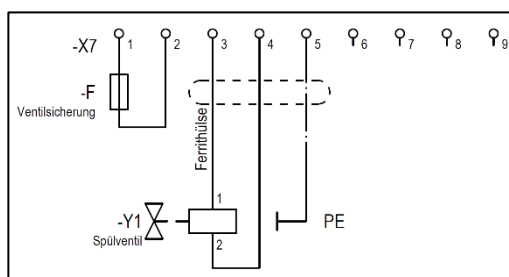 -X7 1 2 3 4 5 6 7 8 9
-F
Ventilsicherung
Ferrithülse
1
-Y1
Spülventil
2
PE